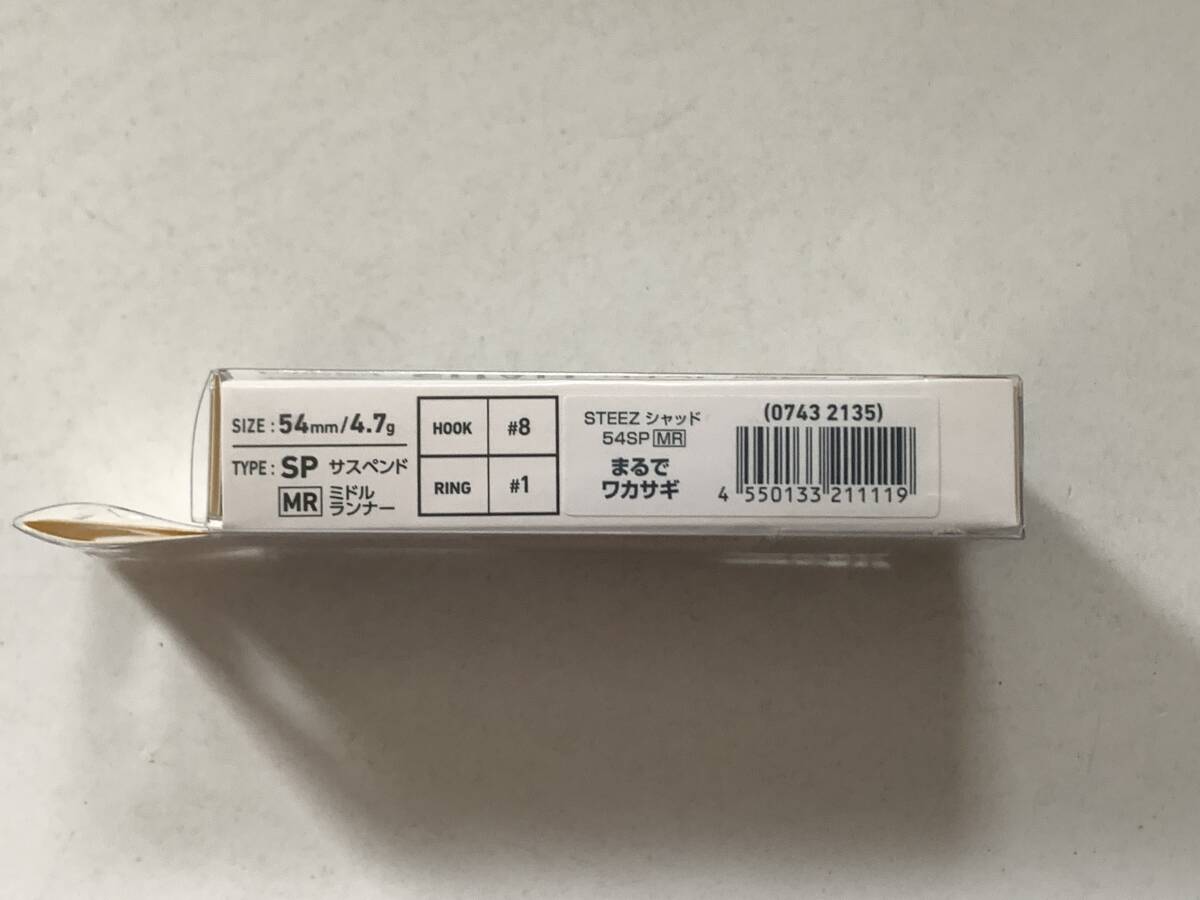 SIZE : 54mm/4.7g
TYPE : SP サスペンド
MR ミドル
ランナー
HOOK #8
RING #1
STEEZ シャッド
54SP MR
まるで
ワカサギ
(0743 2135)
4 550133 211119